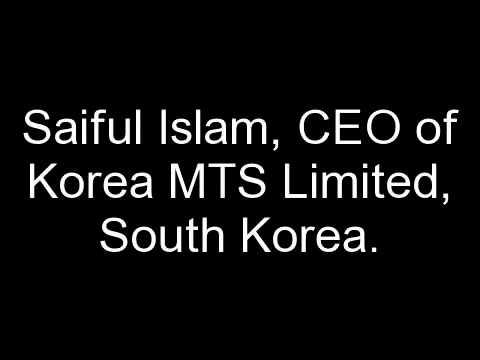 Saiful Islam, CEO of
Korea MTS Limited,
South Korea.